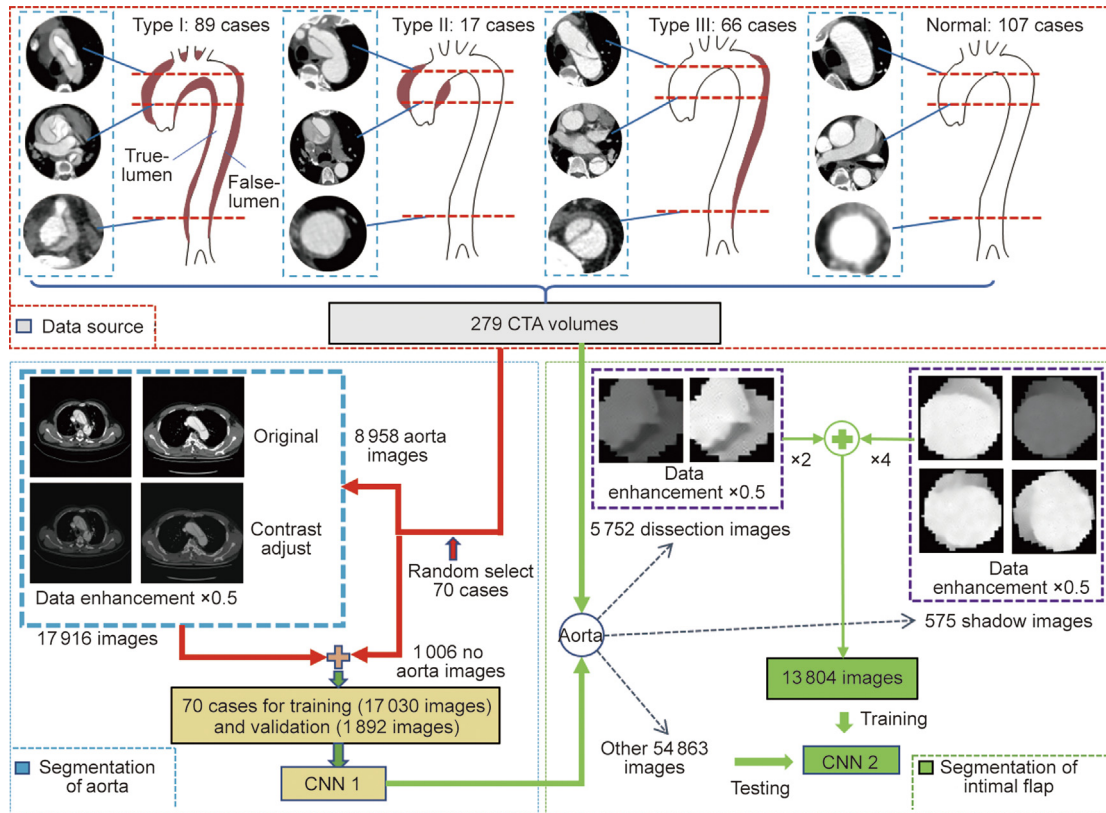 Type I: 89 cases
Type II: 17 cases
Type III: 66 cases
Normal: 107 cases
True-
lumen
False-
lumen
Data source
279 CTA volumes
Original
Contrast
adjust
Data enhancement ×0.5
17 916 images
8 958 aorta
images
Random select
70 cases
1 006 no
aorta images
70 cases for training (17 030 images)
and validation (1 892 images)
CNN 1
Segmentation
of aorta
Data
enhancement ×0.5
×2
×4
5 752 dissection images
Data
enhancement ×0.5
575 shadow images
Aorta
13 804 images
Training
Other 54 863
images
Testing
CNN 2
Segmentation of
intimal flap